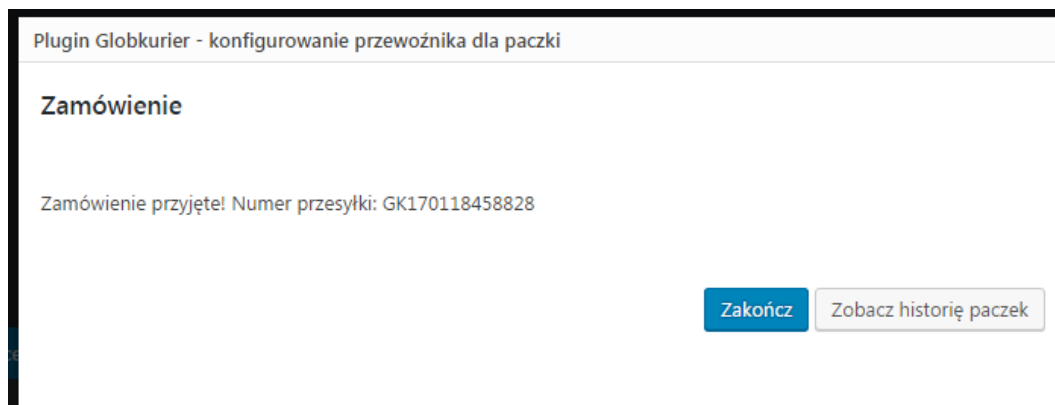 Plugin Globkurier - konfigurowanie przewoźnika dla paczki
Zamówienie
Zamówienie przyjęte! Numer przesyłki: GK170118458828
Zakończ
Zobacz historię paczek